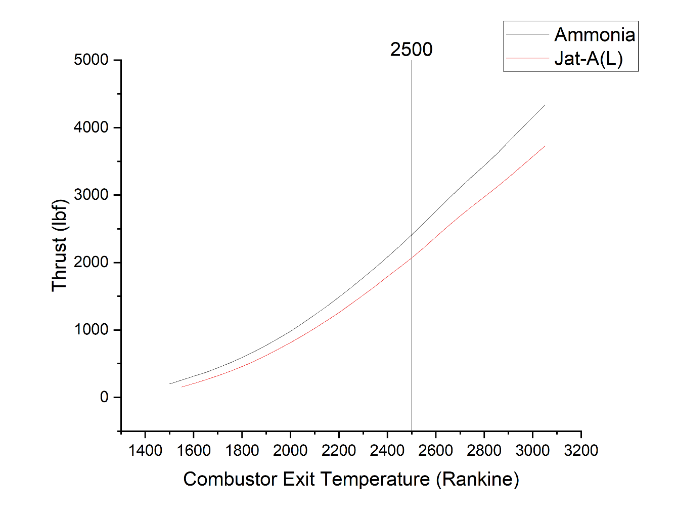 2500
Ammonia
Jat-A(L)
5000
4000
3000
2000
1000
0
Thrust (lbf)
1400 1600 1800 2000 2200 2400 2600 2800 3000 3200
Combustor Exit Temperature (Rankine)